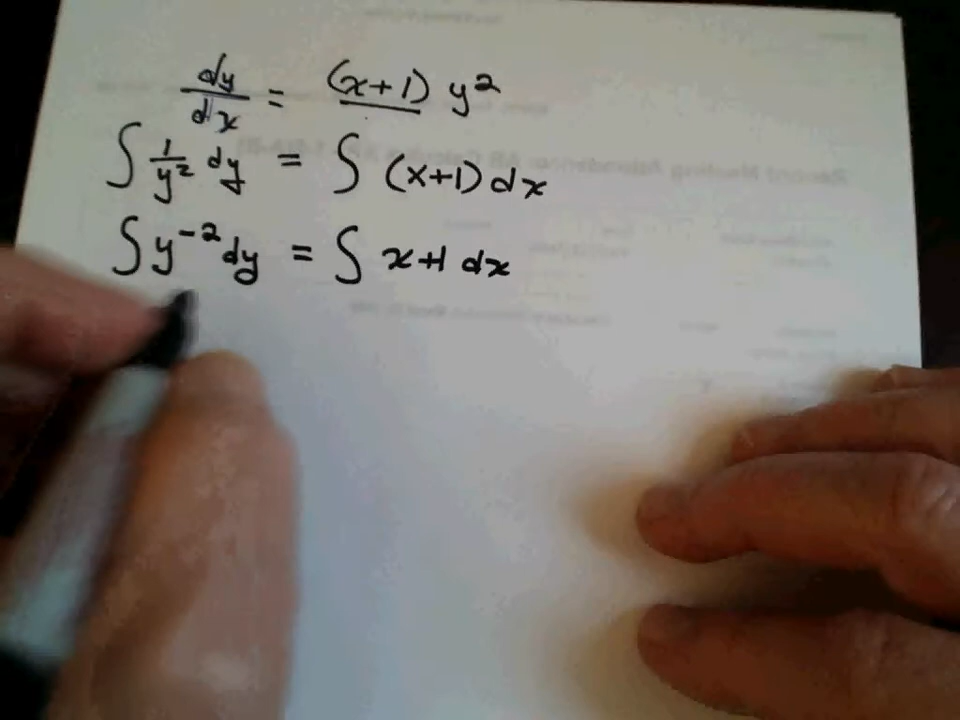 dy/dx = (x+1) y²
∫ 1/y² dy = ∫ (x+1) dx
∫ y⁻² dy = ∫ x+1 dx